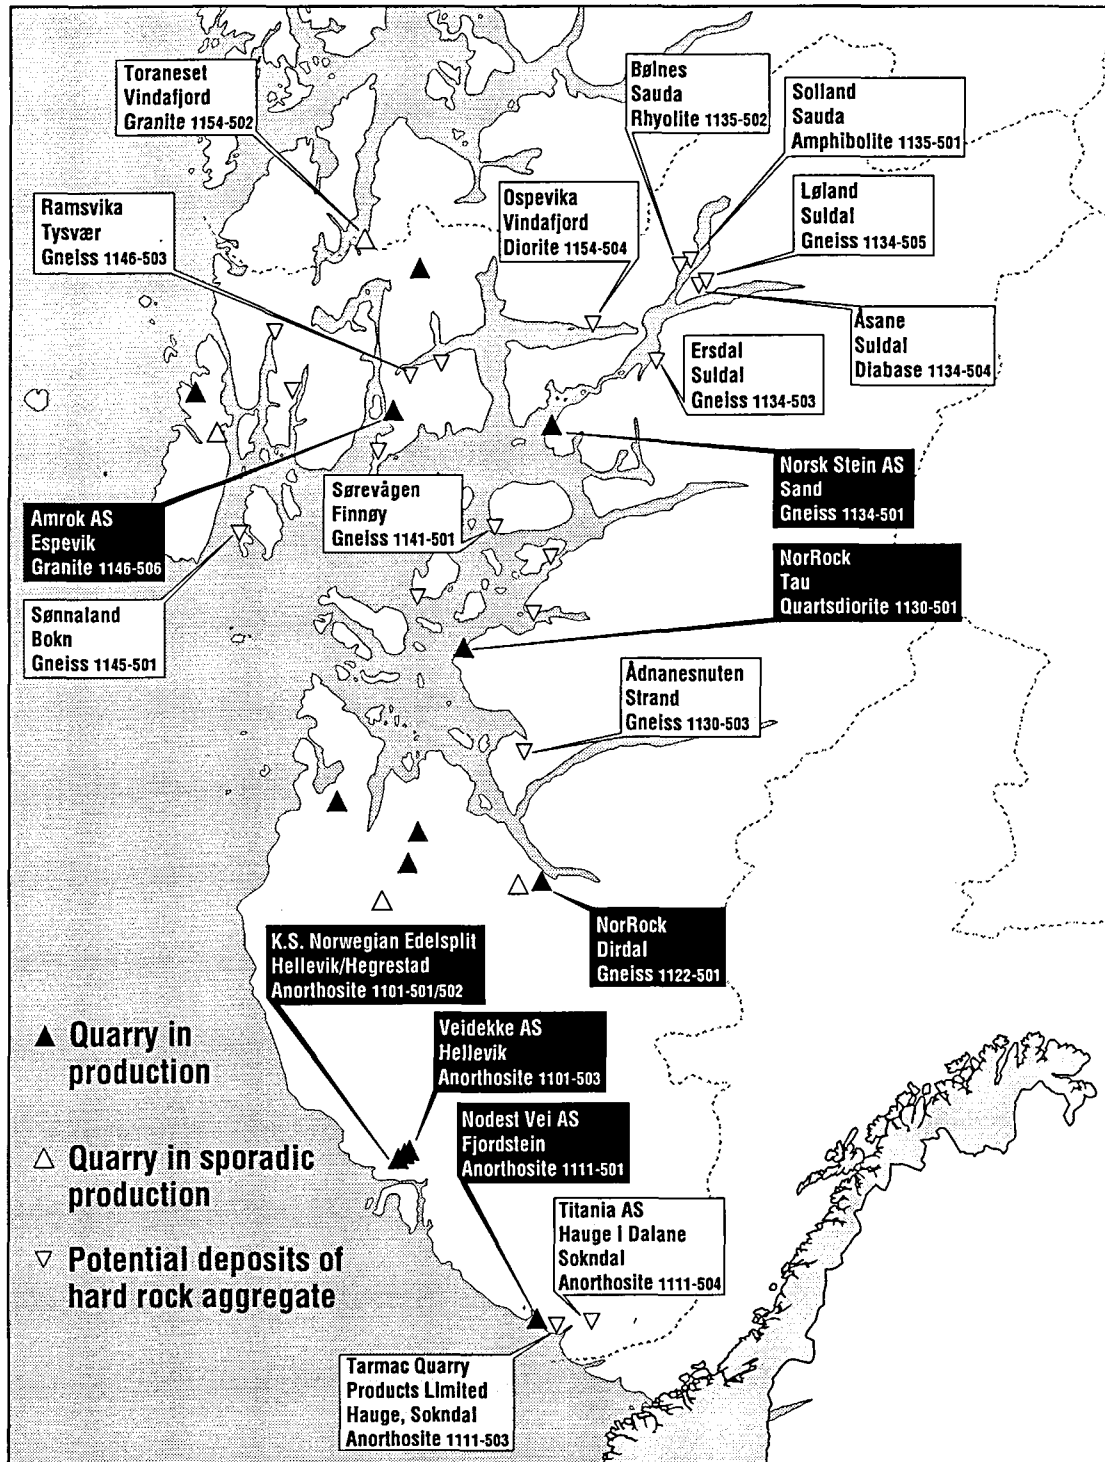 Toraneset
Vindafjord
Granite 1154-502
Bølnes
Sauda
Rhyolite 1135-502
Solland
Sauda
Amphibolite 1135-501
Ramsvika
Tysvær
Gneiss 1146-503
Ospevika
Vindafjord
Diorite 1154-504
Løland
Suldal
Gneiss 1134-505
Åsane
Suldal
Diabase 1134-504
Ersdal
Suldal
Gneiss 1134-503
Norsk Stein AS
Sand
Gneiss 1134-501
Sørevågen
Finnøy
Gneiss 1141-501
Amrok AS
Espevik
Granite 1146-506
NorRock
Tau
Quartsdiorite 1130-501
Sønnaland
Bokn
Gneiss 1145-501
Ådnanesnuten
Strand
Gneiss 1130-503
NorRock
Dirdal
Gneiss 1122-501
K.S. Norwegian Edelsplit
Hellevik/Hegrestad
Anorthosite 1101-501/502
Veidekke AS
Hellevik
Anorthosite 1101-503
Nodest Vei AS
Fjordstein
Anorthosite 1111-501
Titania AS
Hauge i Dalane
Sokndal
Anorthosite 1111-504
Tarmac Quarry
Products Limited
Hauge, Sokndal
Anorthosite 1111-503
Quarry in
production
Quarry in sporadic
production
Potential deposits of
hard rock aggregate